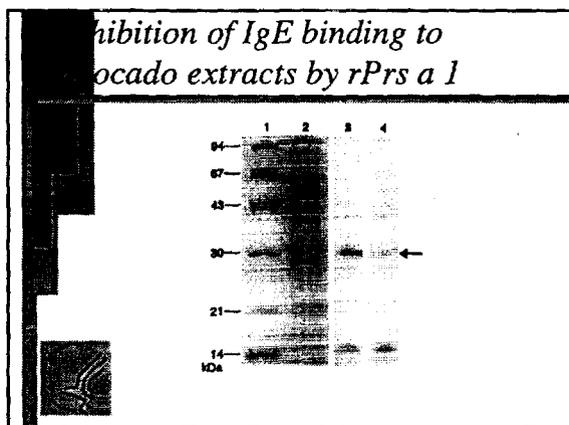 hibition of IgE binding to
ocado extracts by rPrs a 1
1 2 3 4
94
67
43
30
21
14
kDa